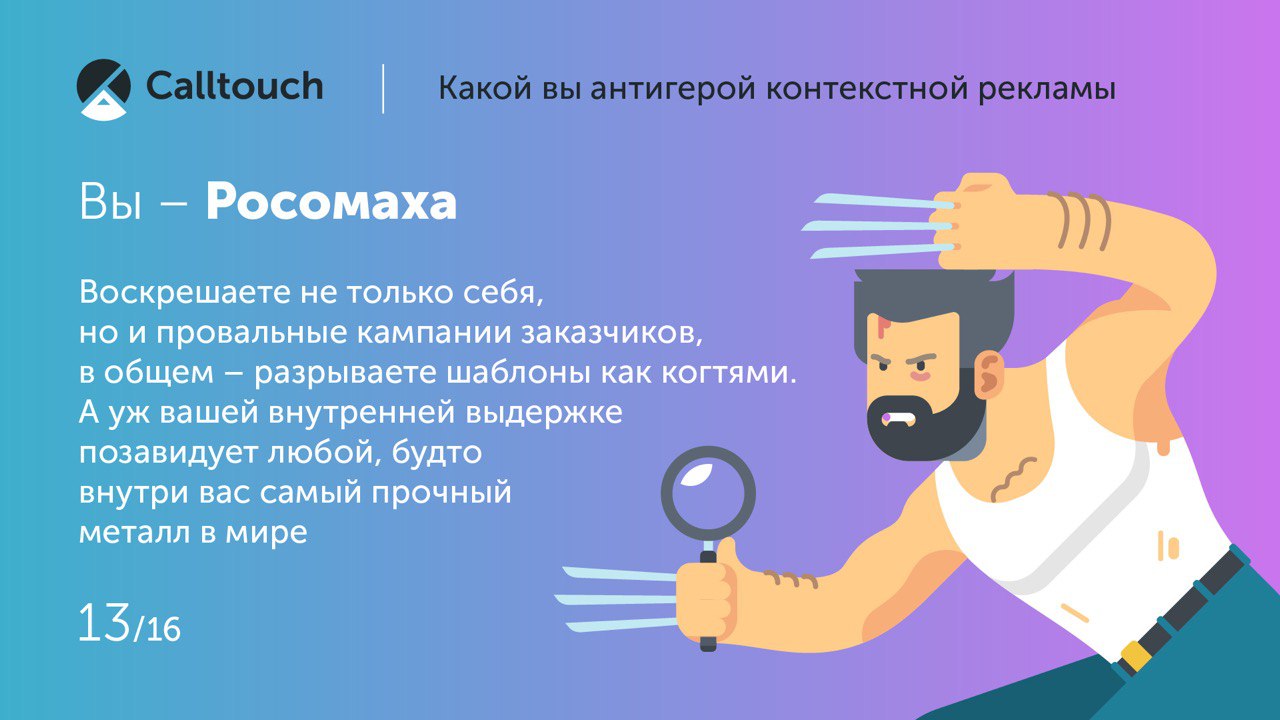 Calltouch
Какой вы антигерой контекстной рекламы
Вы – Росомаха
Воскрешаете не только себя,
но и провальные кампании заказчиков,
в общем – разрываете шаблоны как когтями.
А уж вашей внутренней выдержке
позавидует любой, будто
внутри вас самый прочный
металл в мире
13/16